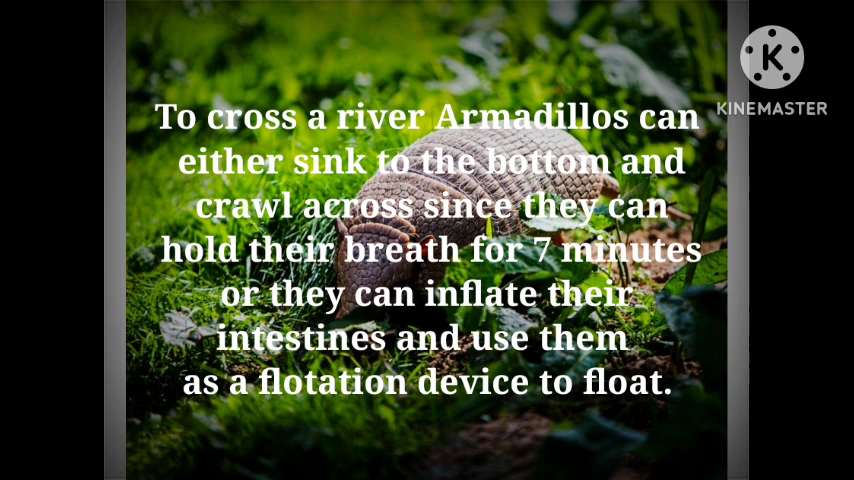 To cross a river Armadillos can
either sink to the bottom and
crawl across since they can
hold their breath for 7 minutes
or they can inflate their
intestines and use them
as a flotation device to float.
K
KINEMASTER